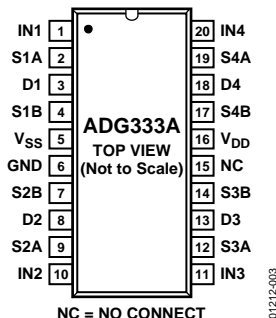 IN1 1 20 IN4
S1A 2 19 S4A
D1 3 18 D4
S1B 4 17 S4B
VSS 5 16 VDD
GND 6 15 NC
S2B 7 14 S3B
D2 8 13 D3
S2A 9 12 S3A
IN2 10 11 IN3
ADG333A
TOP VIEW
(Not to Scale)
NC = NO CONNECT
01212-003